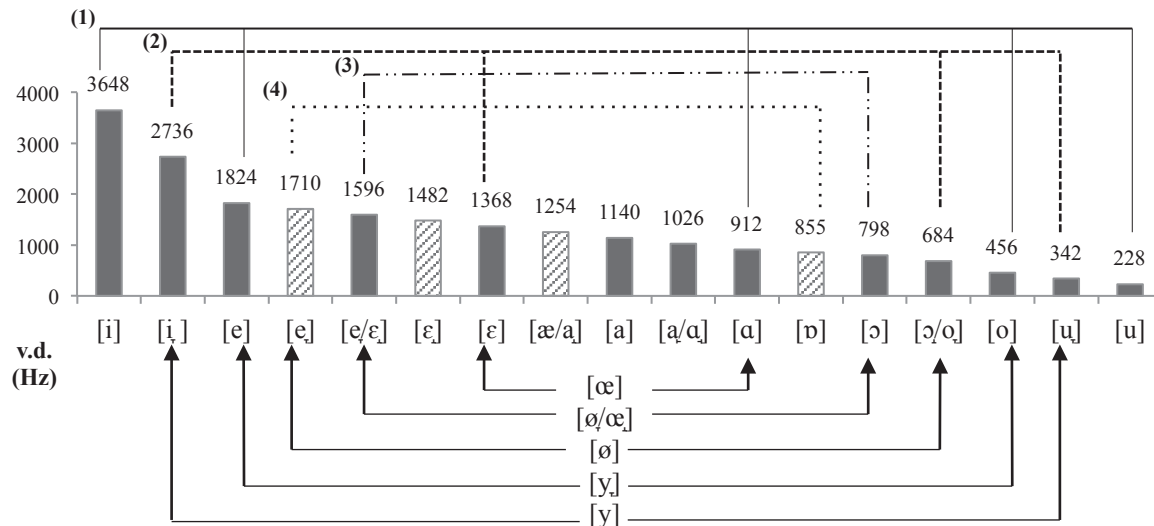 (1)
(2)
(3)
(4)
3648
2736
1824 1710 1596 1482 1368 1254 1140 1026 912 855 798 684 456 342 228
4000
3000
2000
1000
0
[i] [i̞] [e] [e̞] [e̞/ɛ̝] [ɛ̝] [ɛ] [æ/a̝] [a] [a̞/ɑ̞] [ɑ] [ɒ] [ɔ] [ɔ̝/o̞] [o] [u̞] [u]
v.d.
(Hz)
[œ]
[ø̞/œ̝]
[ø]
[y̞]
[y]